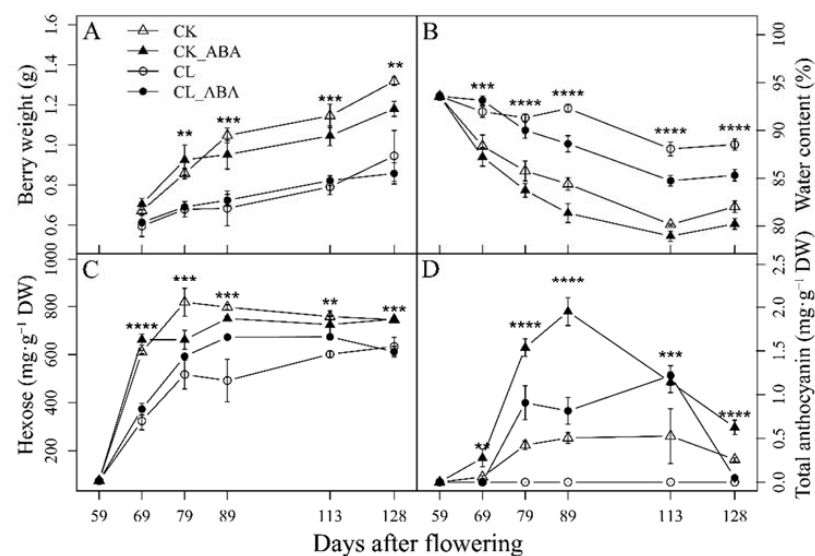 A
CK
CK_ABA
CL
CL_ABA
** *** *** **
Berry weight (g)
1.6
1.4
1.2
1.0
0.8
0.6
B
*** **** **** **** ****
Water content (%)
100
95
90
85
80
C
**** *** *** ** ***
Hexose (mg·g⁻¹ DW)
1000
800
600
400
200
D
** **** **** *** ****
Total anthocyanin (mg·g⁻¹ DW)
2.5
2.0
1.5
1.0
0.5
0.0
59 69 79 89 113 128
59 69 79 89 113 128
Days after flowering